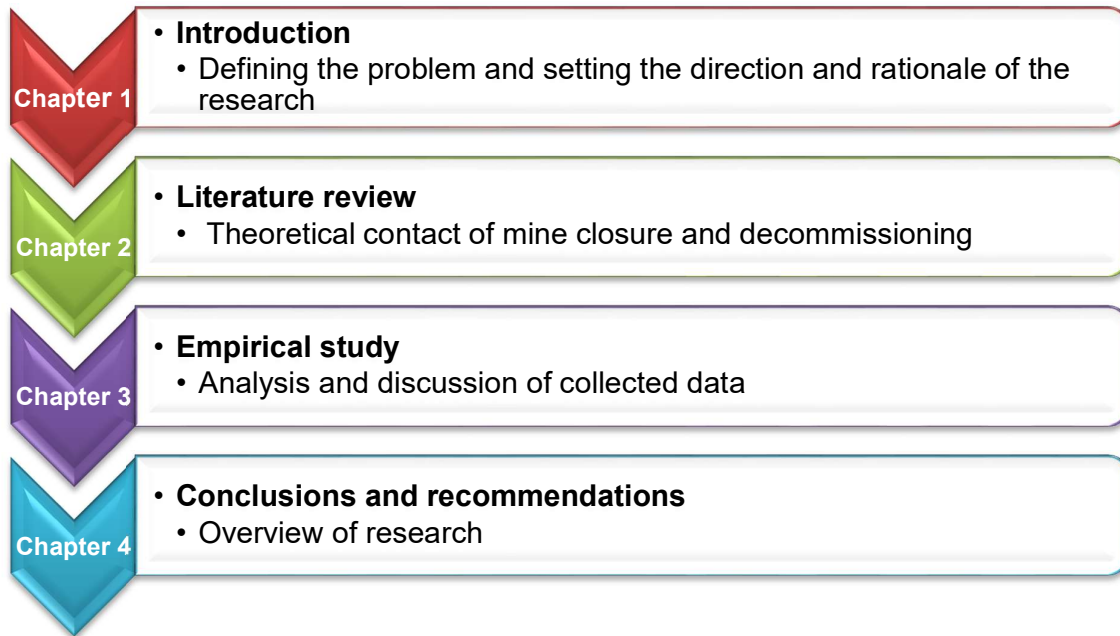 Chapter 1
• Introduction
• Defining the problem and setting the direction and rationale of the
research
Chapter 2
• Literature review
• Theoretical contact of mine closure and decommissioning
Chapter 3
• Empirical study
• Analysis and discussion of collected data
Chapter 4
• Conclusions and recommendations
• Overview of research